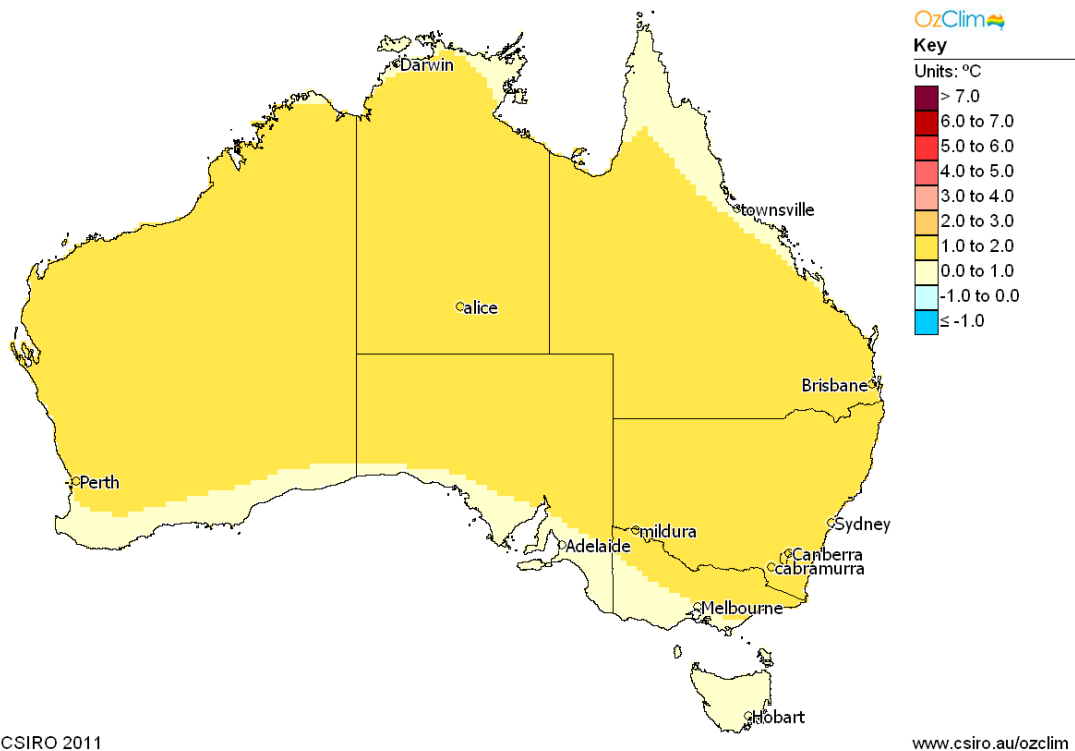 OzClim
Key
Units: ºC
> 7.0
6.0 to 7.0
5.0 to 6.0
4.0 to 5.0
3.0 to 4.0
2.0 to 3.0
1.0 to 2.0
0.0 to 1.0
-1.0 to 0.0
≤ -1.0
Darwin
townsville
alice
Brisbane
Perth
Sydney
mildura
Adelaide
Canberra
cabramurra
Melbourne
Hobart
CSIRO 2011
www.csiro.au/ozclim